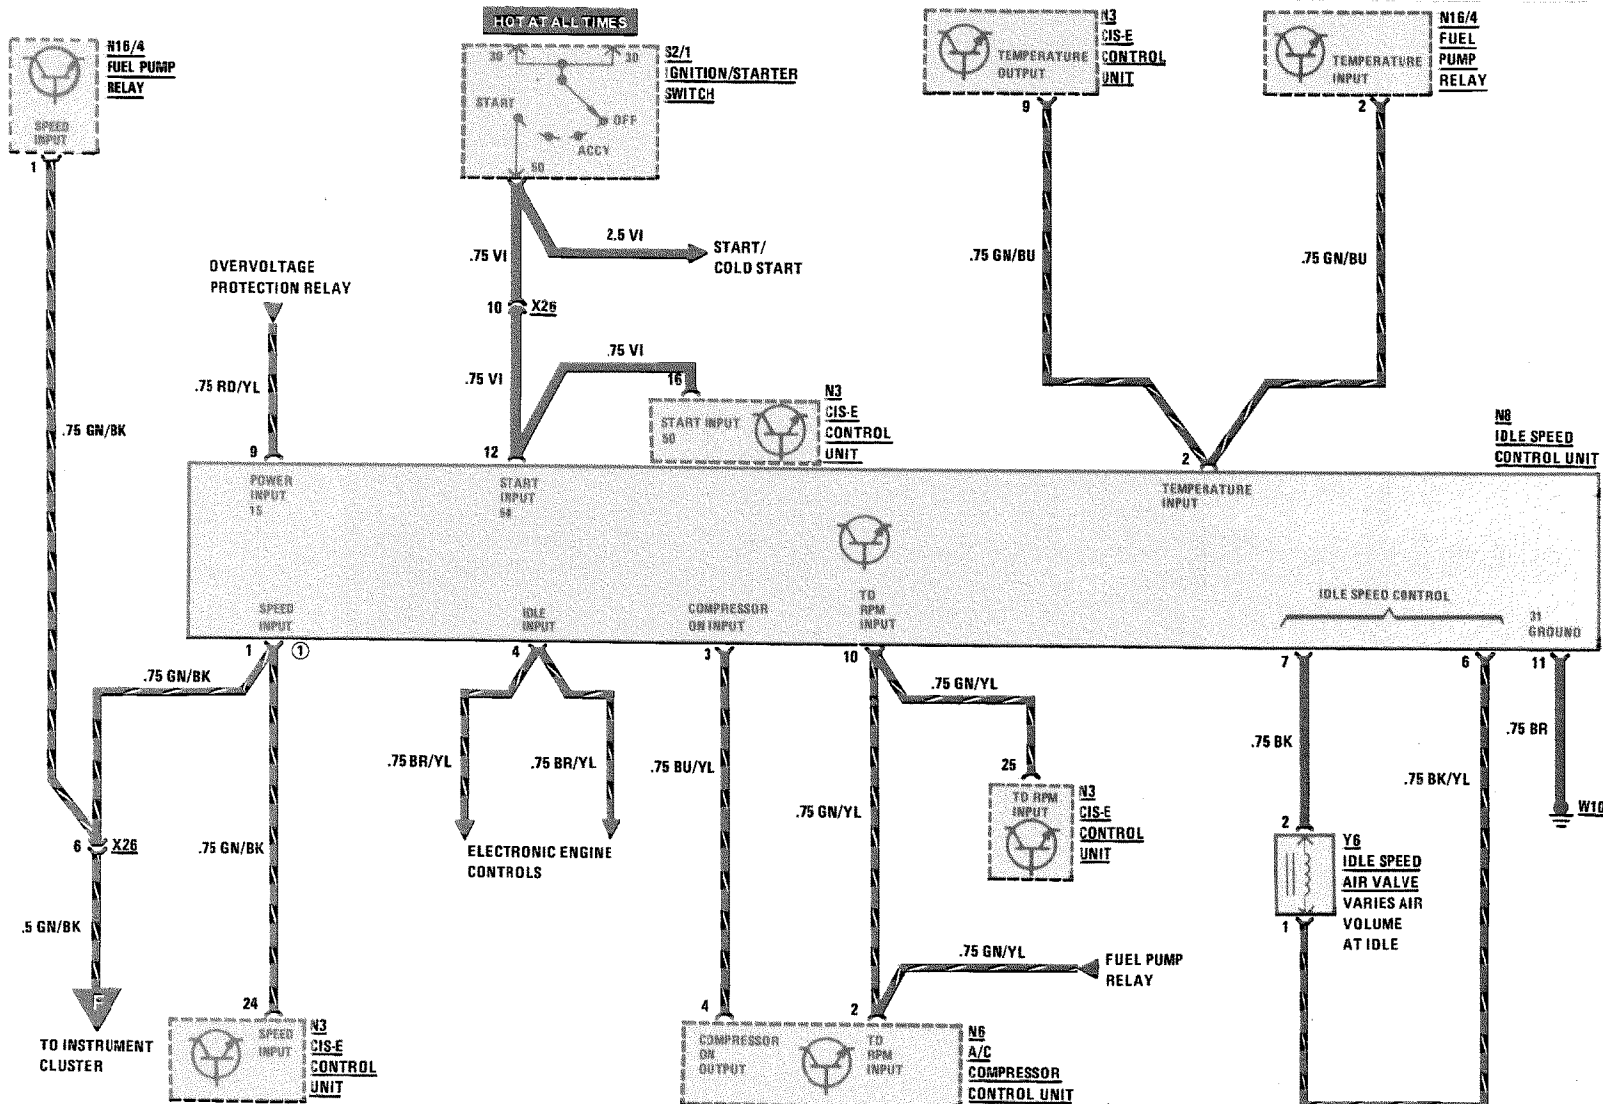 HOT AT ALL TIMES
N16/4
FUEL PUMP
RELAY
SPEED
INPUT
1
S2/1
IGNITION/STARTER
SWITCH
30
30
START
OFF
ACCY
50
N3
CIS-E
CONTROL
UNIT
TEMPERATURE
OUTPUT
9
N16/4
FUEL
PUMP
RELAY
TEMPERATURE
INPUT
2
2.5 VI
START/
COLD START
.75 VI
10
X26
OVERVOLTAGE
PROTECTION RELAY
.75 GN/BU
.75 GN/BU
.75 VI
.75 VI
16
.75 RD/YL
.75 GN/BK
START INPUT
50
N3
CIS-E
CONTROL
UNIT
N8
IDLE SPEED
CONTROL UNIT
9
12
2
POWER
INPUT
15
START
INPUT
TEMPERATURE
INPUT
SPEED
INPUT
IDLE
INPUT
COMPRESSOR
ON INPUT
TD
RPM
INPUT
IDLE SPEED CONTROL
31
GROUND
1
1
4
3
10
7
6
11
.75 GN/BK
.75 GN/YL
.75 BR/YL
.75 BR/YL
.75 BU/YL
.75 BK
.75 BR
.75 BK/YL
25
TD RPM
INPUT
N3
CIS-E
CONTROL
UNIT
.75 GN/YL
W10
6
X26
.75 GN/BK
ELECTRONIC ENGINE
CONTROLS
2
Y6
IDLE SPEED
AIR VALVE
VARIES AIR
VOLUME
AT IDLE
1
.5 GN/BK
.75 GN/YL
FUEL PUMP
RELAY
F
TO INSTRUMENT
CLUSTER
24
SPEED
INPUT
N3
CIS-E
CONTROL
UNIT
4
2
COMPRESSOR
ON
OUTPUT
TD
RPM
INPUT
N6
A/C
COMPRESSOR
CONTROL UNIT